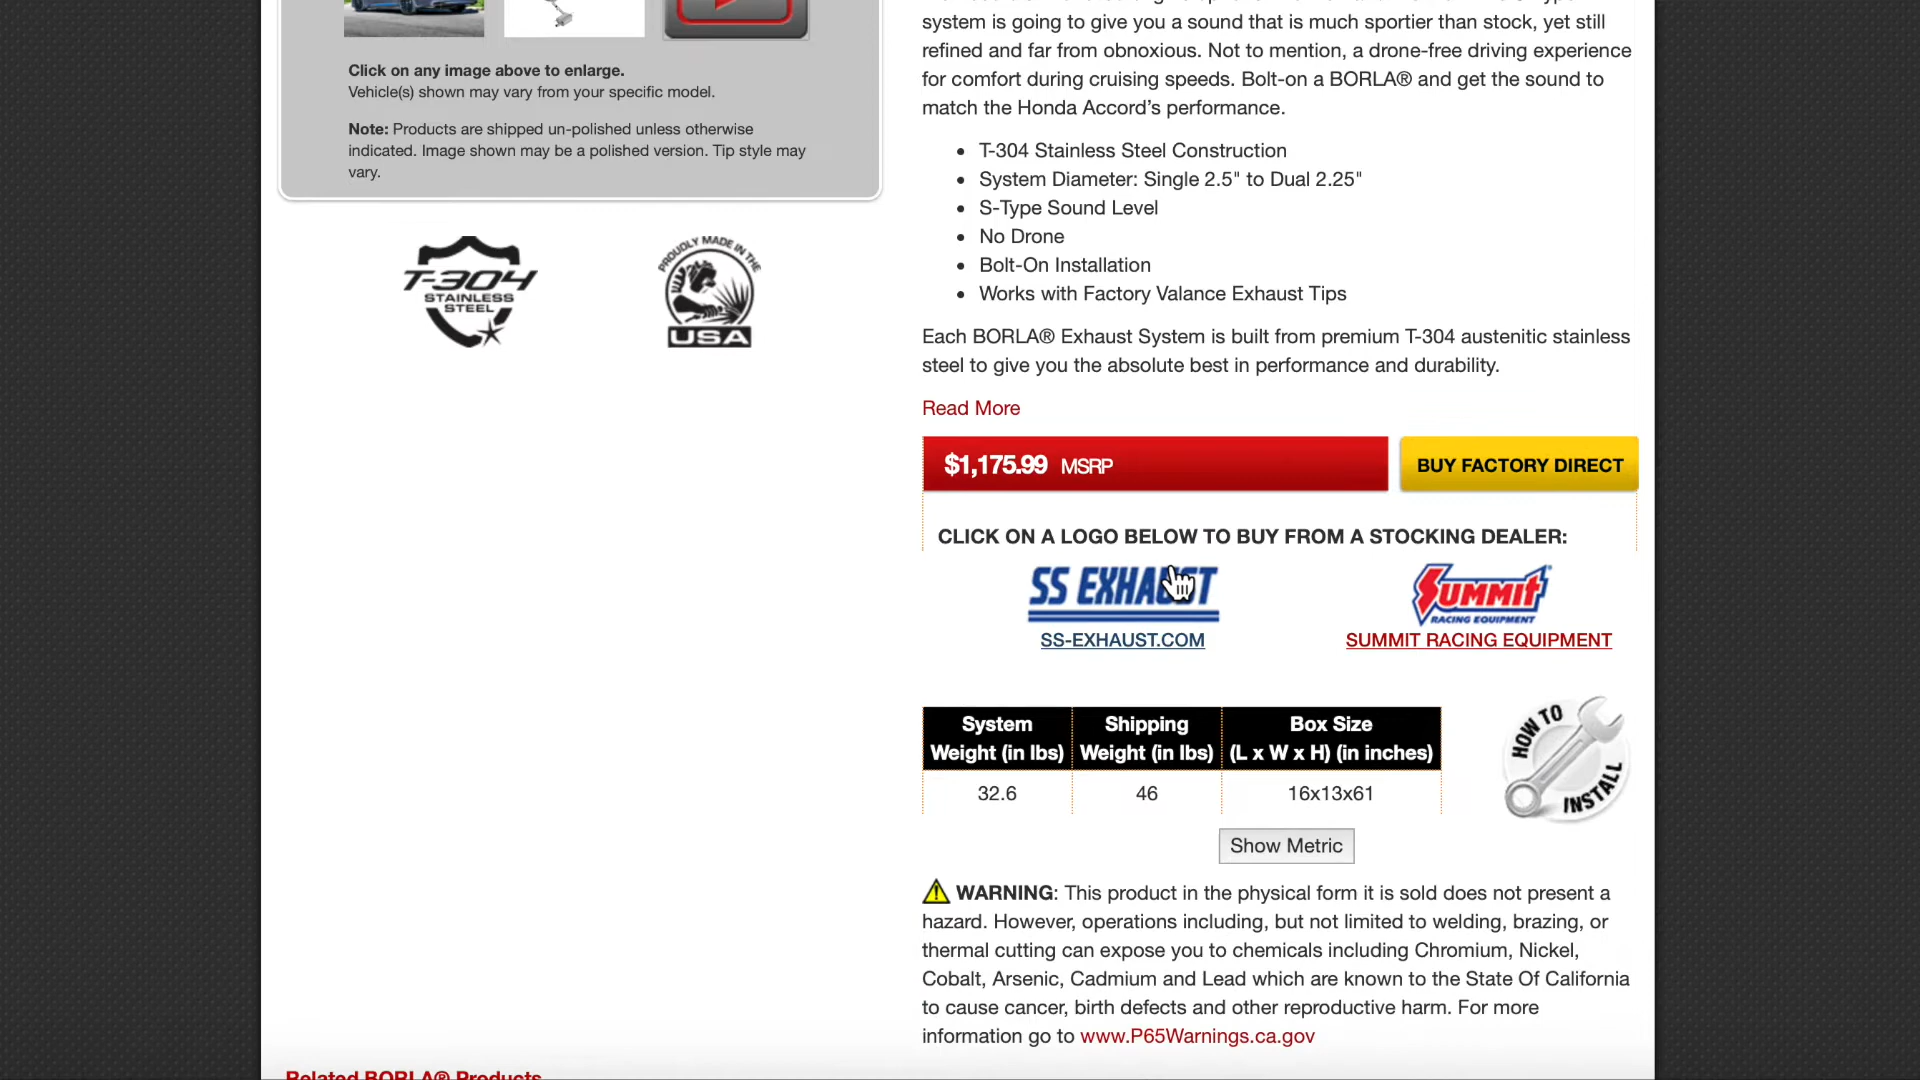 Click on any image above to enlarge.
Vehicle(s) shown may vary from your specific model.
Note: Products are shipped un-polished unless otherwise
indicated. Image shown may be a polished version. Tip style may
vary.
T-304
STAINLESS
STEEL
PROUDLY MADE IN THE
USA
system is going to give you a sound that is much sportier than stock, yet still
refined and far from obnoxious. Not to mention, a drone-free driving experience
for comfort during cruising speeds. Bolt-on a BORLA® and get the sound to
match the Honda Accord’s performance.
• T-304 Stainless Steel Construction
• System Diameter: Single 2.5" to Dual 2.25"
• S-Type Sound Level
• No Drone
• Bolt-On Installation
• Works with Factory Valance Exhaust Tips
Each BORLA® Exhaust System is built from premium T-304 austenitic stainless
steel to give you the absolute best in performance and durability.
Read More
$1,175.99 MSRP
BUY FACTORY DIRECT
CLICK ON A LOGO BELOW TO BUY FROM A STOCKING DEALER:
SS EXHAUST
SS-EXHAUST.COM
SUMMIT
RACING EQUIPMENT
SUMMIT RACING EQUIPMENT
System Weight (in lbs)
Shipping Weight (in lbs)
Box Size (L x W x H) (in inches)
32.6
46
16x13x61
HOW TO
INSTALL
Show Metric
WARNING: This product in the physical form it is sold does not present a
hazard. However, operations including, but not limited to welding, brazing, or
thermal cutting can expose you to chemicals including Chromium, Nickel,
Cobalt, Arsenic, Cadmium and Lead which are known to the State Of California
to cause cancer, birth defects and other reproductive harm. For more
information go to www.P65Warnings.ca.gov
Related BORLA® Products